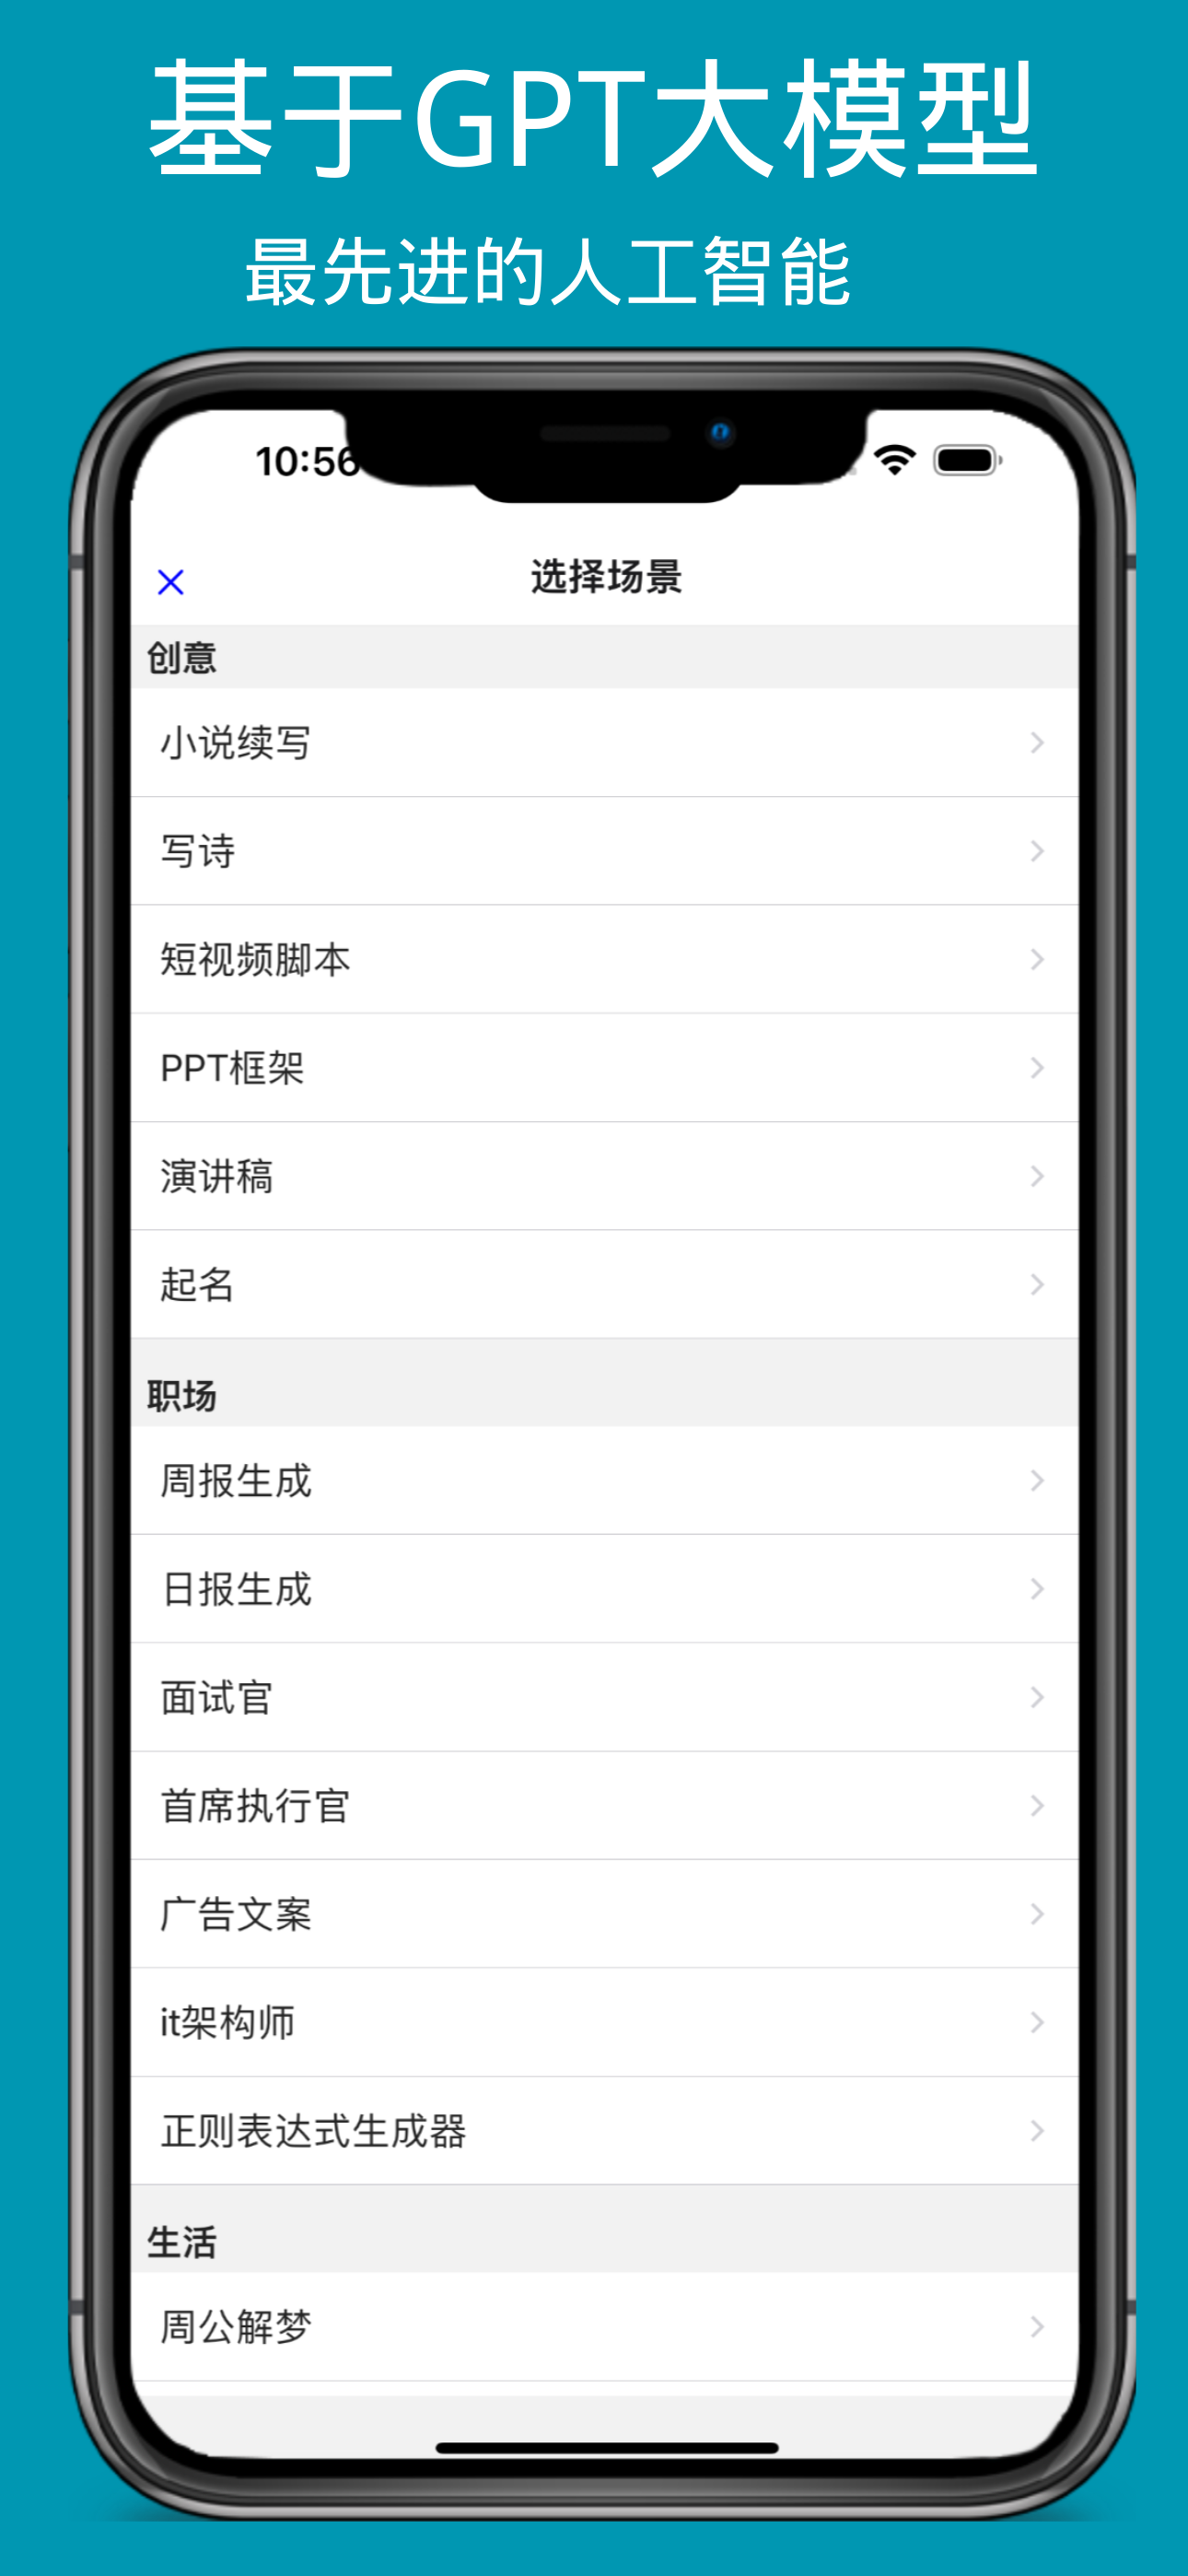 基于GPT大模型
最先进的人工智能
10:56
选择场景
创意
小说续写
写诗
短视频脚本
PPT框架
演讲稿
起名
职场
周报生成
日报生成
面试官
首席执行官
广告文案
it架构师
正则表达式生成器
生活
周公解梦